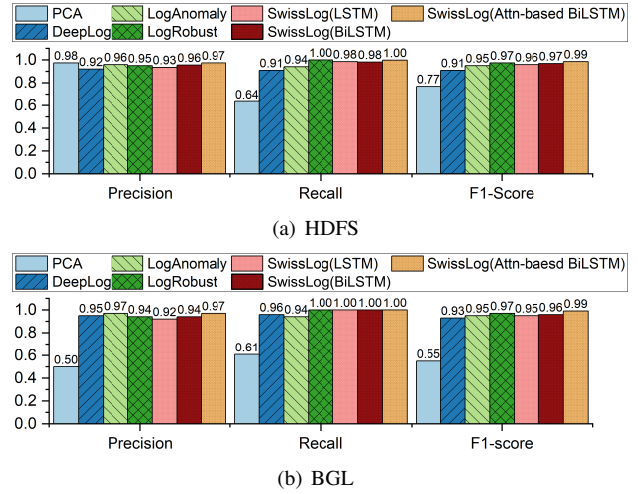 PCA LogAnomaly SwissLog(LSTM) SwissLog(Attn-based BiLSTM)
DeepLog LogRobust SwissLog(BiLSTM)
0.98 0.92 0.96 0.95 0.93 0.96 0.97 0.64 0.91 0.94 1.00 0.98 0.98 1.00 0.77 0.91 0.95 0.97 0.96 0.97 0.99
1.0
0.8
0.6
0.4
0.2
0.0
Precision Recall F1-Score
(a) HDFS
PCA LogAnomaly SwissLog(LSTM) SwissLog(Attn-baesd BiLSTM)
DeepLog LogRobust SwissLog(BiLSTM)
0.50 0.95 0.97 0.94 0.92 0.94 0.97 0.61 0.96 0.94 1.00 1.00 1.00 1.00 0.55 0.93 0.95 0.97 0.95 0.96 0.99
1.0
0.8
0.6
0.4
0.2
0.0
Precision Recall F1-score
(b) BGL